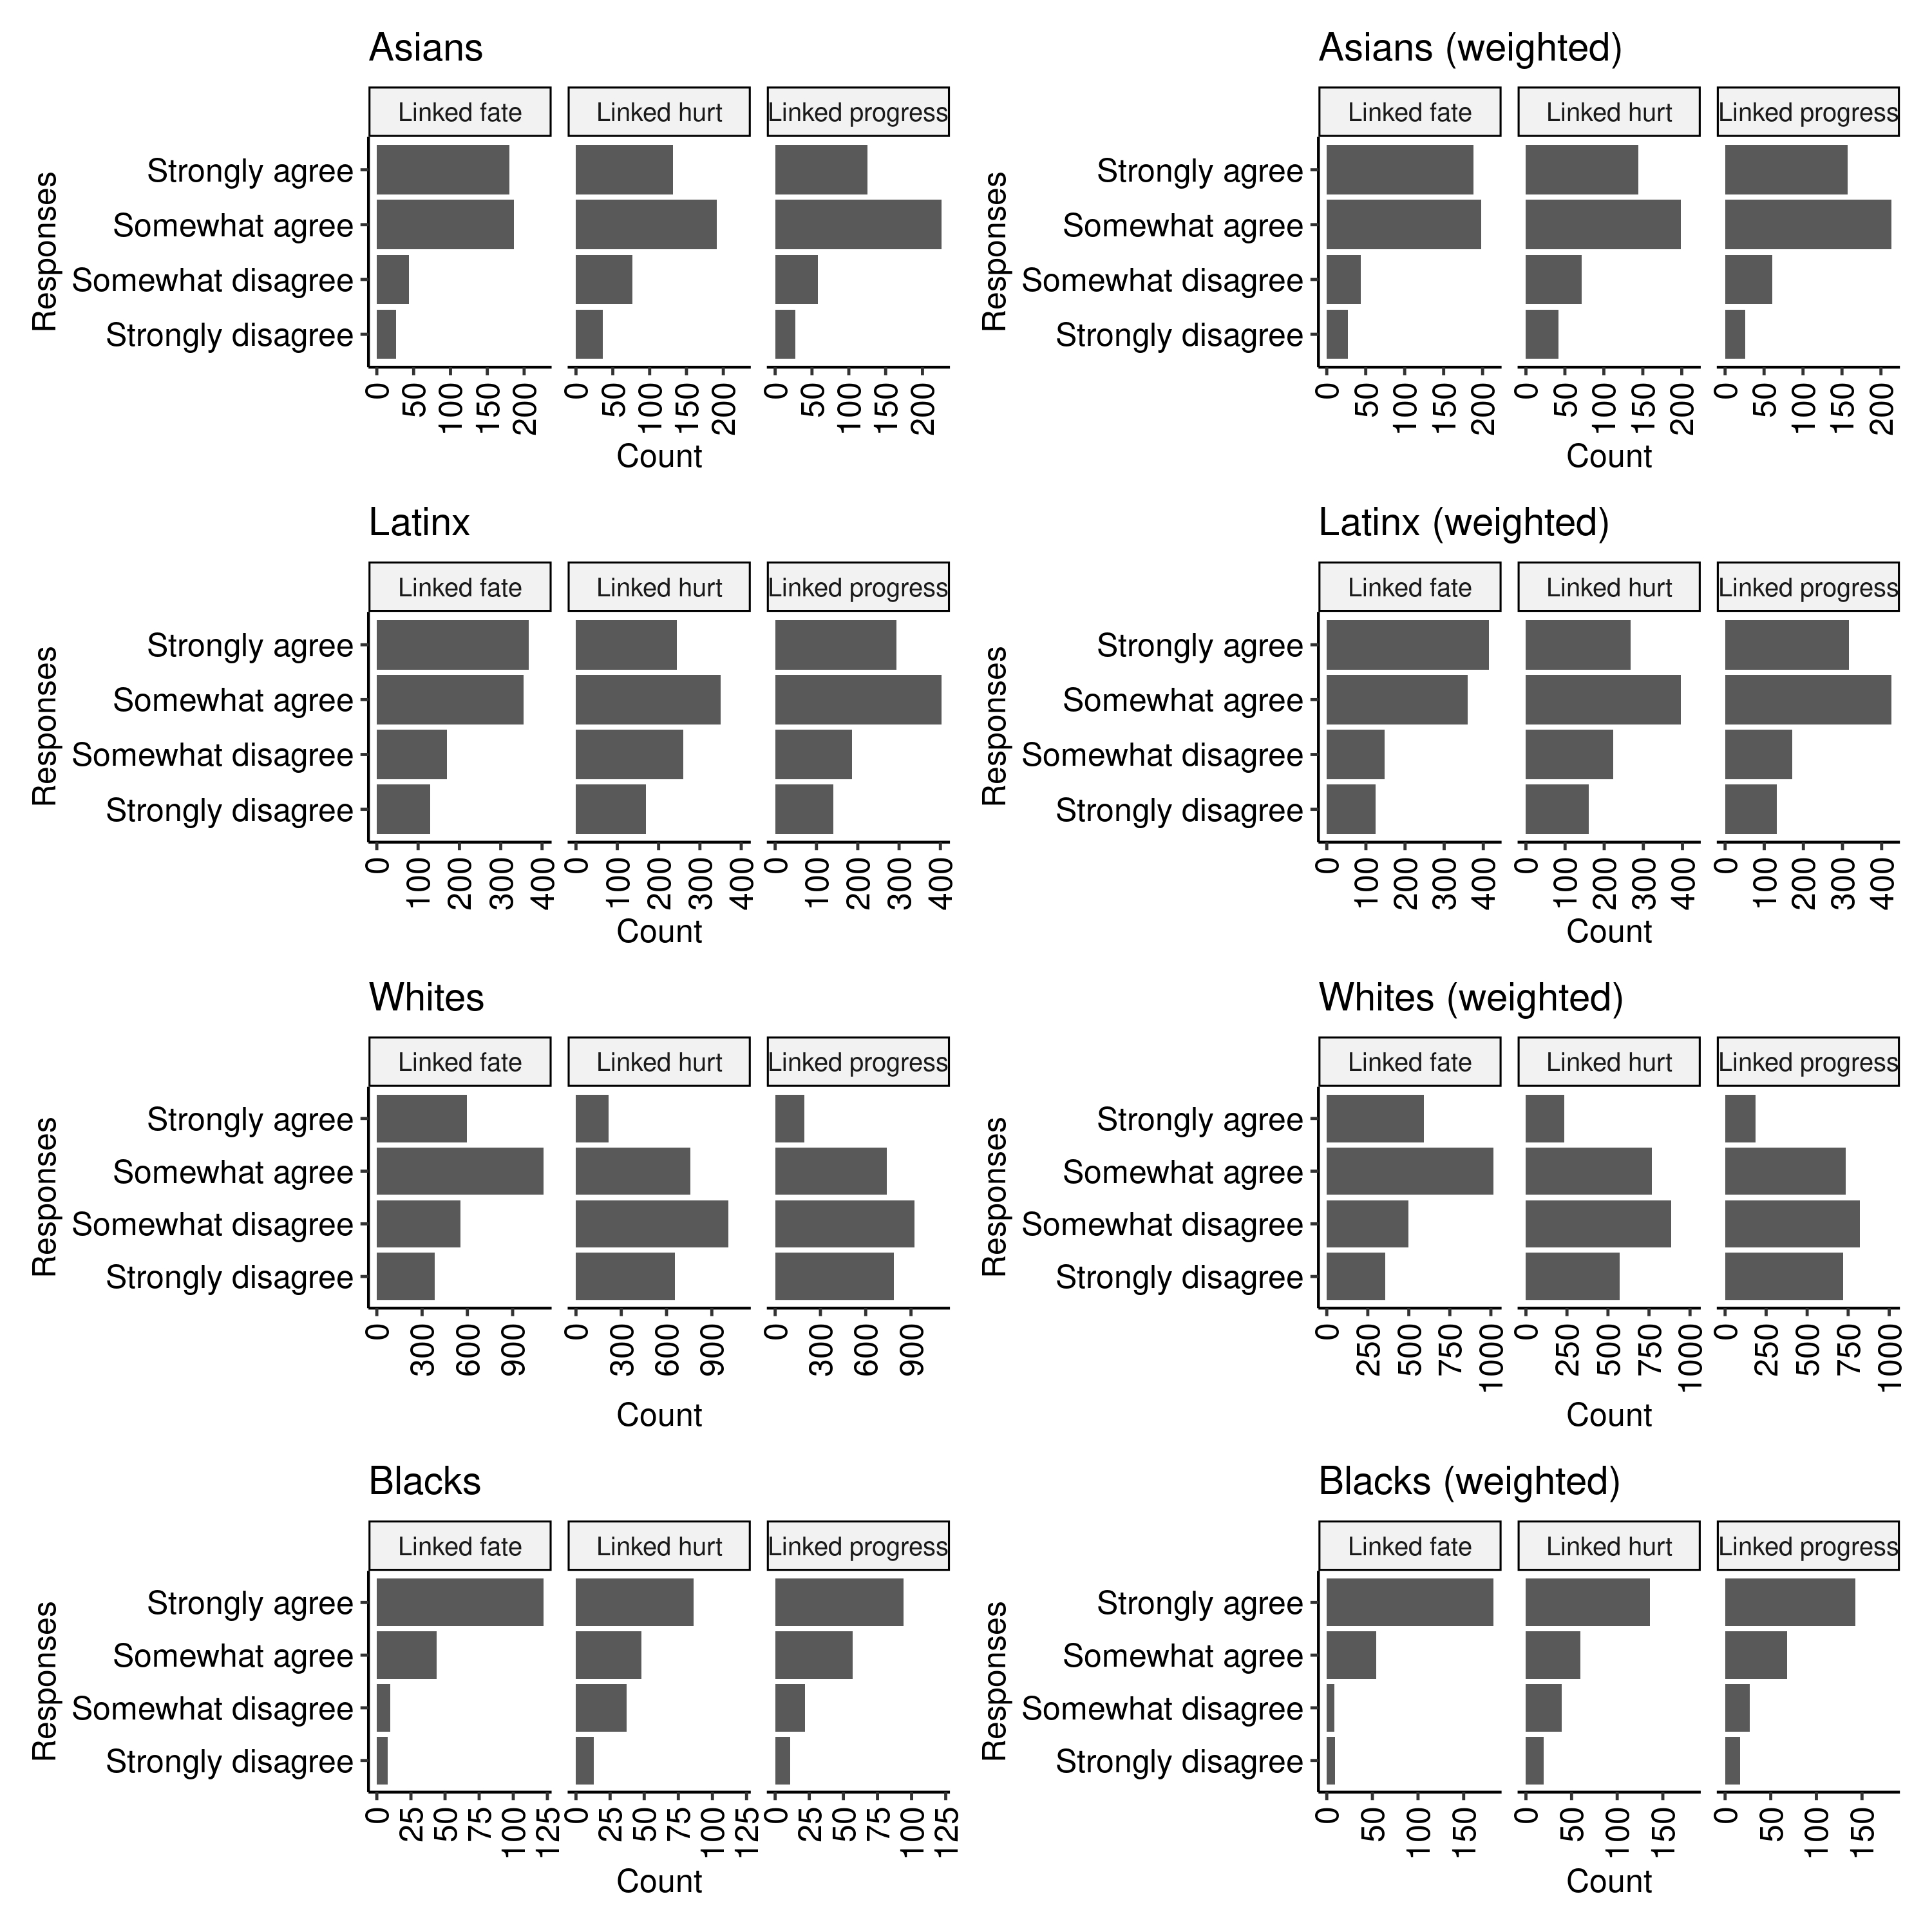 Asians
Linked fate Linked hurt Linked progress
Responses
Strongly agree
Somewhat agree
Somewhat disagree
Strongly disagree
0 50 100 150 200 0 50 100 150 200 0 50 100 150 200
Count
Asians (weighted)
Linked fate Linked hurt Linked progress
Responses
Strongly agree
Somewhat agree
Somewhat disagree
Strongly disagree
0 50 100 150 200 0 50 100 150 200 0 50 100 150 200
Count
Latinx
Linked fate Linked hurt Linked progress
Responses
Strongly agree
Somewhat agree
Somewhat disagree
Strongly disagree
0 100 200 300 400 0 100 200 300 400 0 100 200 300 400
Count
Latinx (weighted)
Linked fate Linked hurt Linked progress
Responses
Strongly agree
Somewhat agree
Somewhat disagree
Strongly disagree
0 100 200 300 400 0 100 200 300 400 0 100 200 300 400
Count
Whites
Linked fate Linked hurt Linked progress
Responses
Strongly agree
Somewhat agree
Somewhat disagree
Strongly disagree
0 300 600 900 0 300 600 900 0 300 600 900
Count
Whites (weighted)
Linked fate Linked hurt Linked progress
Responses
Strongly agree
Somewhat agree
Somewhat disagree
Strongly disagree
0 250 500 750 1000 0 250 500 750 1000 0 250 500 750 1000
Count
Blacks
Linked fate Linked hurt Linked progress
Responses
Strongly agree
Somewhat agree
Somewhat disagree
Strongly disagree
0 25 50 75 100 125 0 25 50 75 100 125 0 25 50 75 100 125
Count
Blacks (weighted)
Linked fate Linked hurt Linked progress
Responses
Strongly agree
Somewhat agree
Somewhat disagree
Strongly disagree
0 50 100 150 0 50 100 150 0 50 100 150
Count